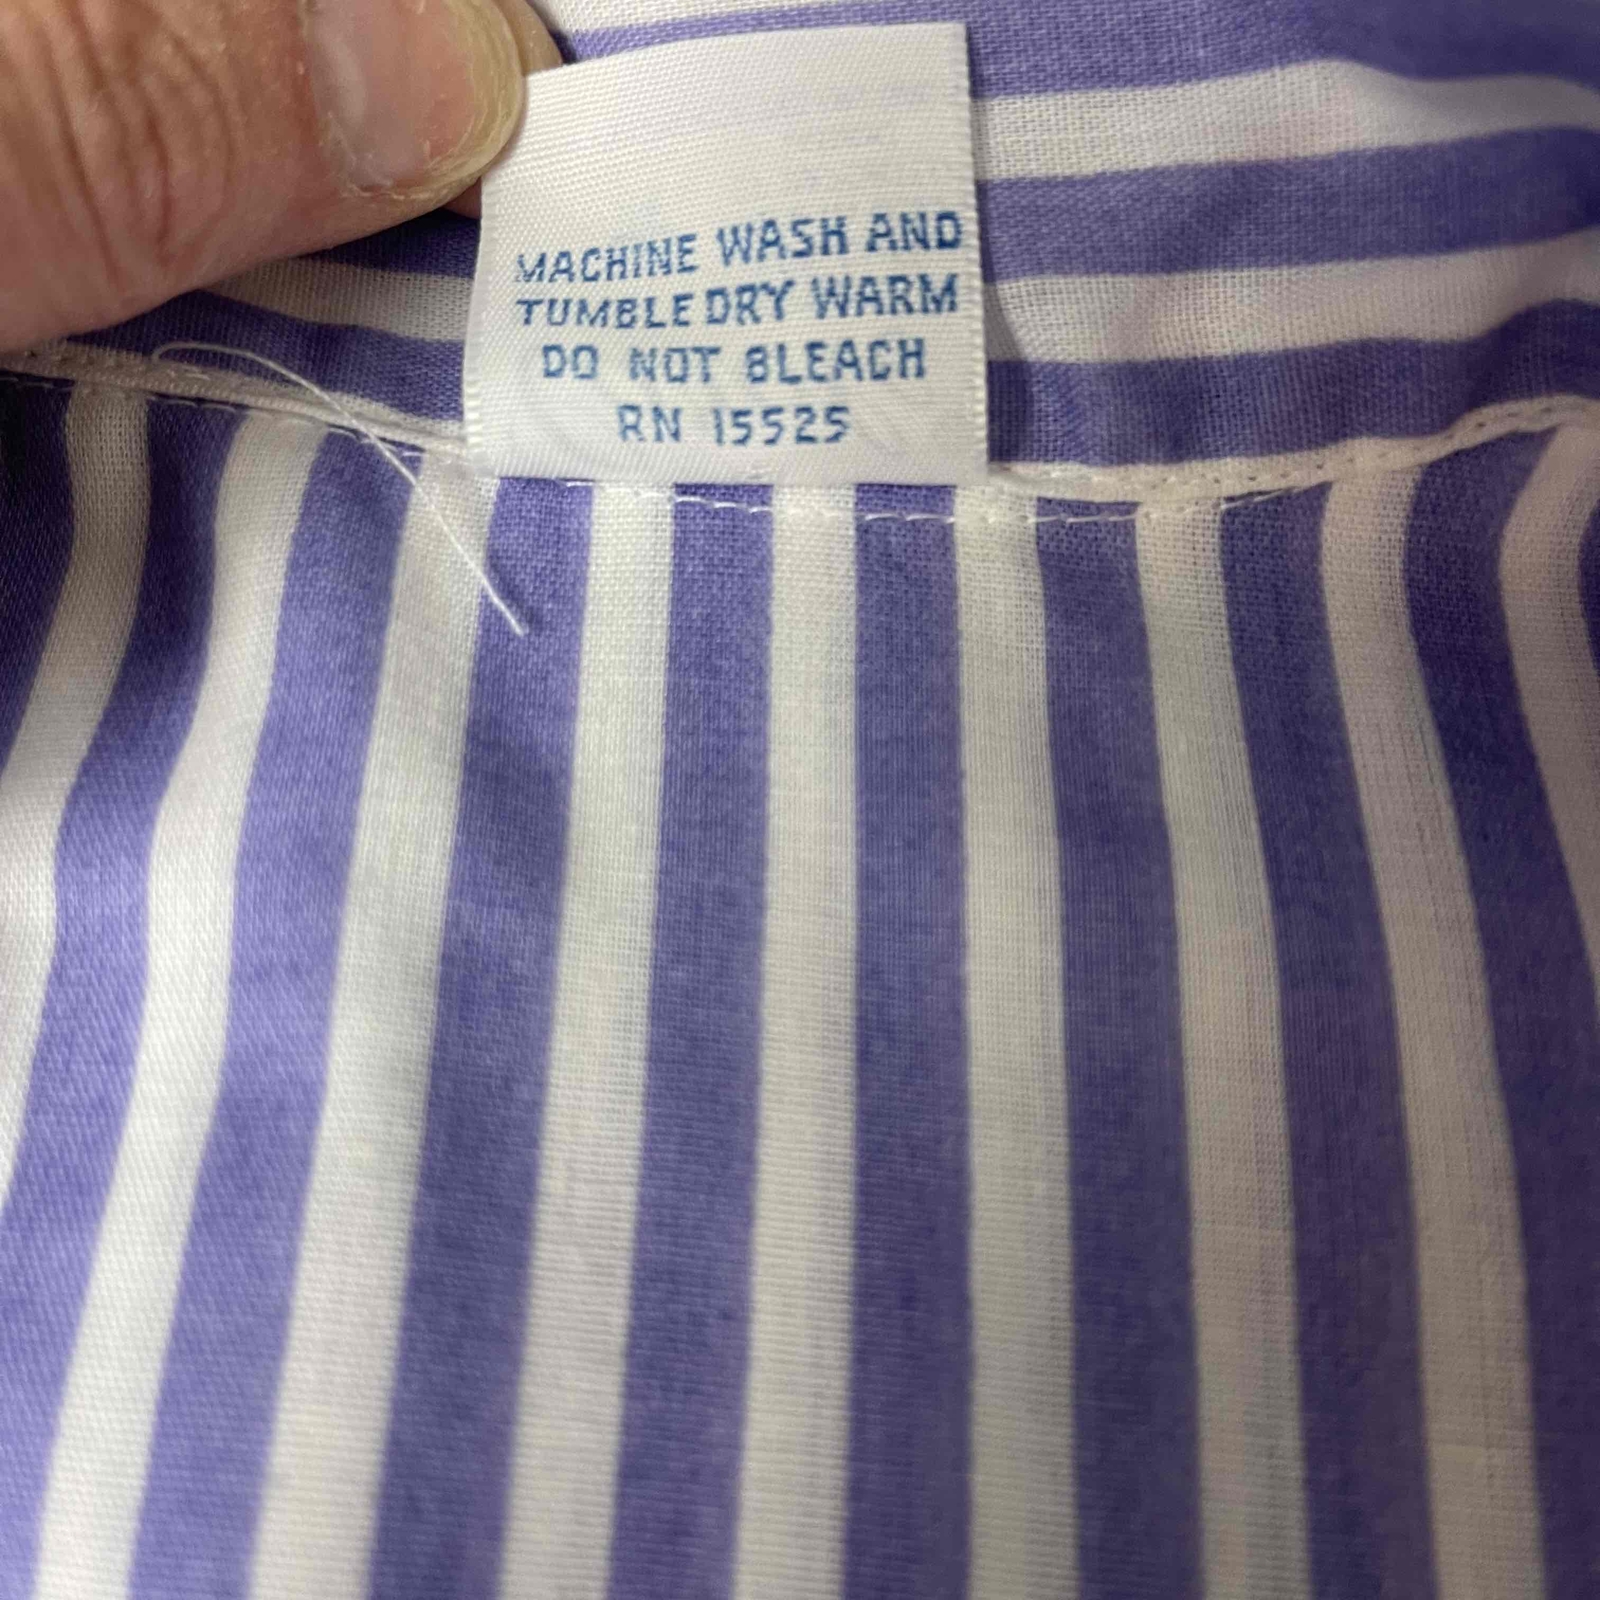 MACHINE WASH AND
TUMBLE DRY WARM
DO NOT BLEACH
RN 15525